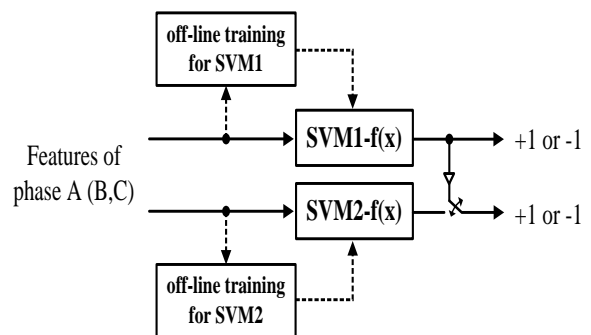 off-line training
for SVM1
SVM1-f(x)
+1 or -1
Features of
phase A (B,C)
SVM2-f(x)
+1 or -1
off-line training
for SVM2